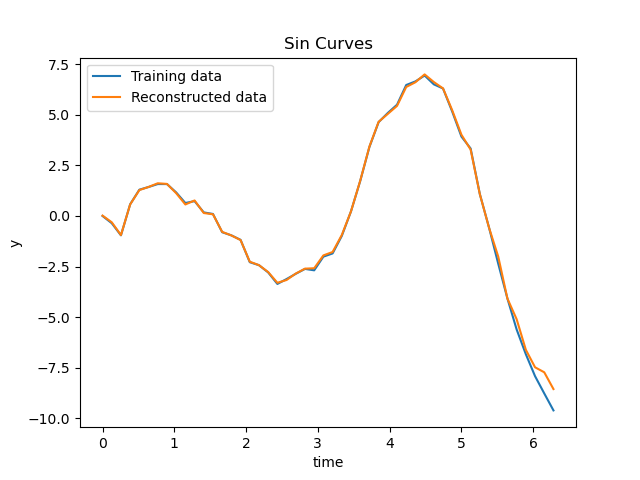 Sin Curves
Training data
Reconstructed data
7.5
5.0
2.5
0.0
−2.5
−5.0
−7.5
−10.0
y
0 1 2 3 4 5 6
time